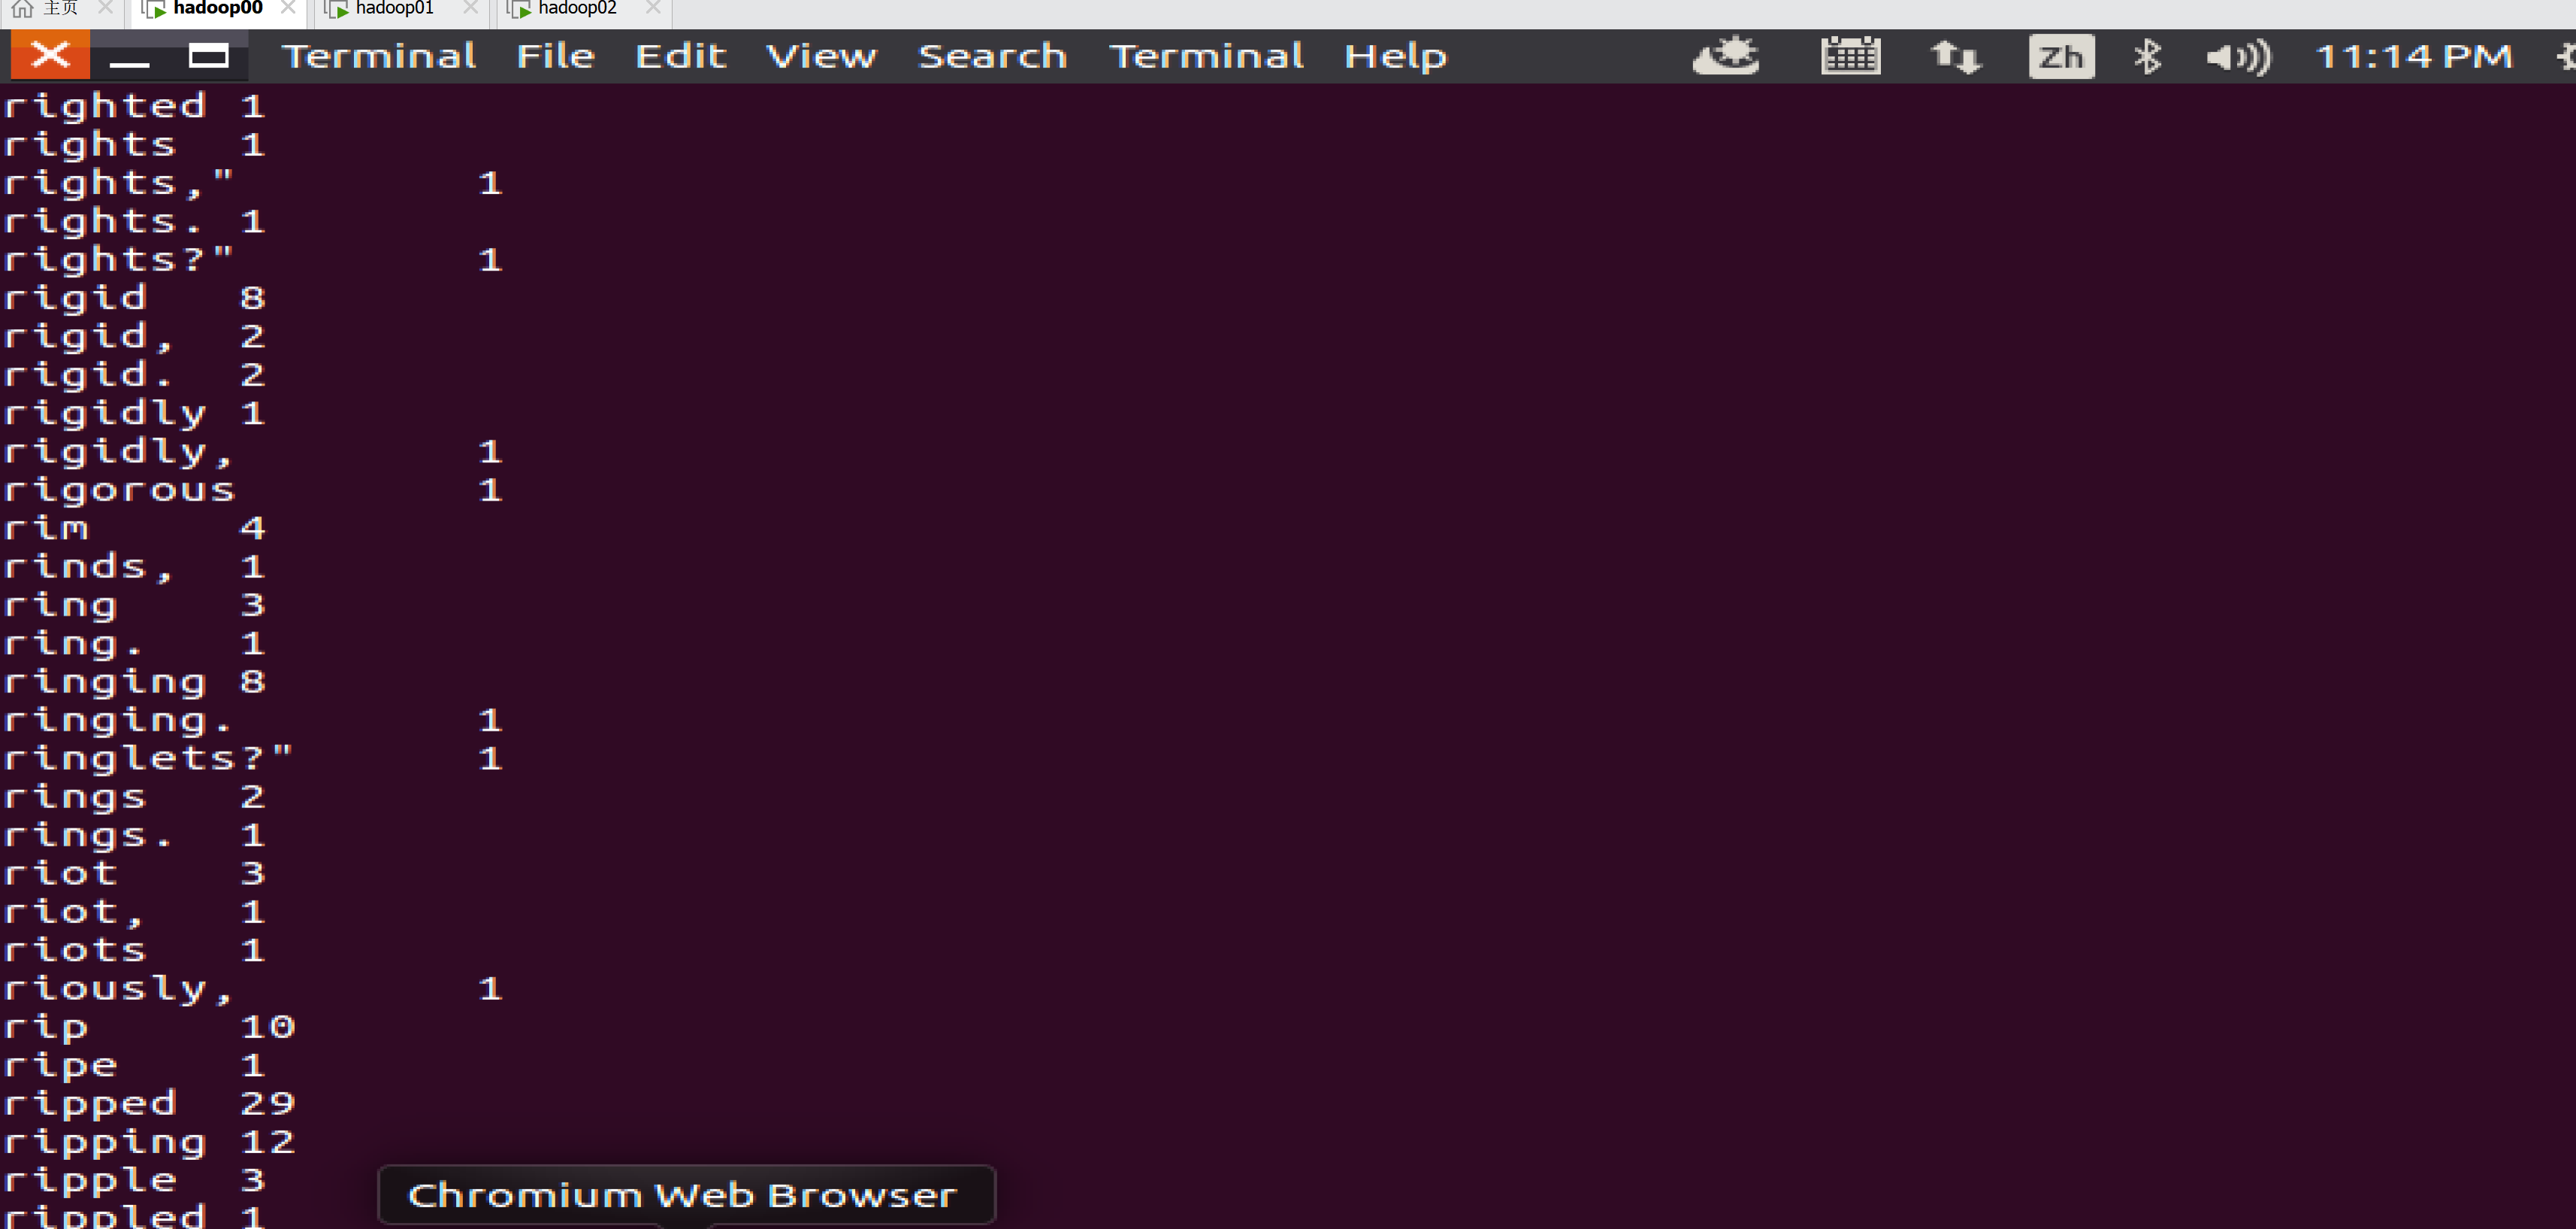 主页 hadoop00 hadoop01 hadoop02
Terminal File Edit View Search Terminal Help Zh 11:14 PM
righted 1
rights 1
rights," 1
rights. 1
rights?" 1
rigid 8
rigid, 2
rigid. 2
rigidly 1
rigidly, 1
rigorous 1
rim 4
rinds, 1
ring 3
ring. 1
ringing 8
ringing. 1
ringlets?" 1
rings 2
rings. 1
riot 3
riot, 1
riots 1
riously, 1
rip 10
ripe 1
ripped 29
ripping 12
ripple 3
Chromium Web Browser
rippled 1